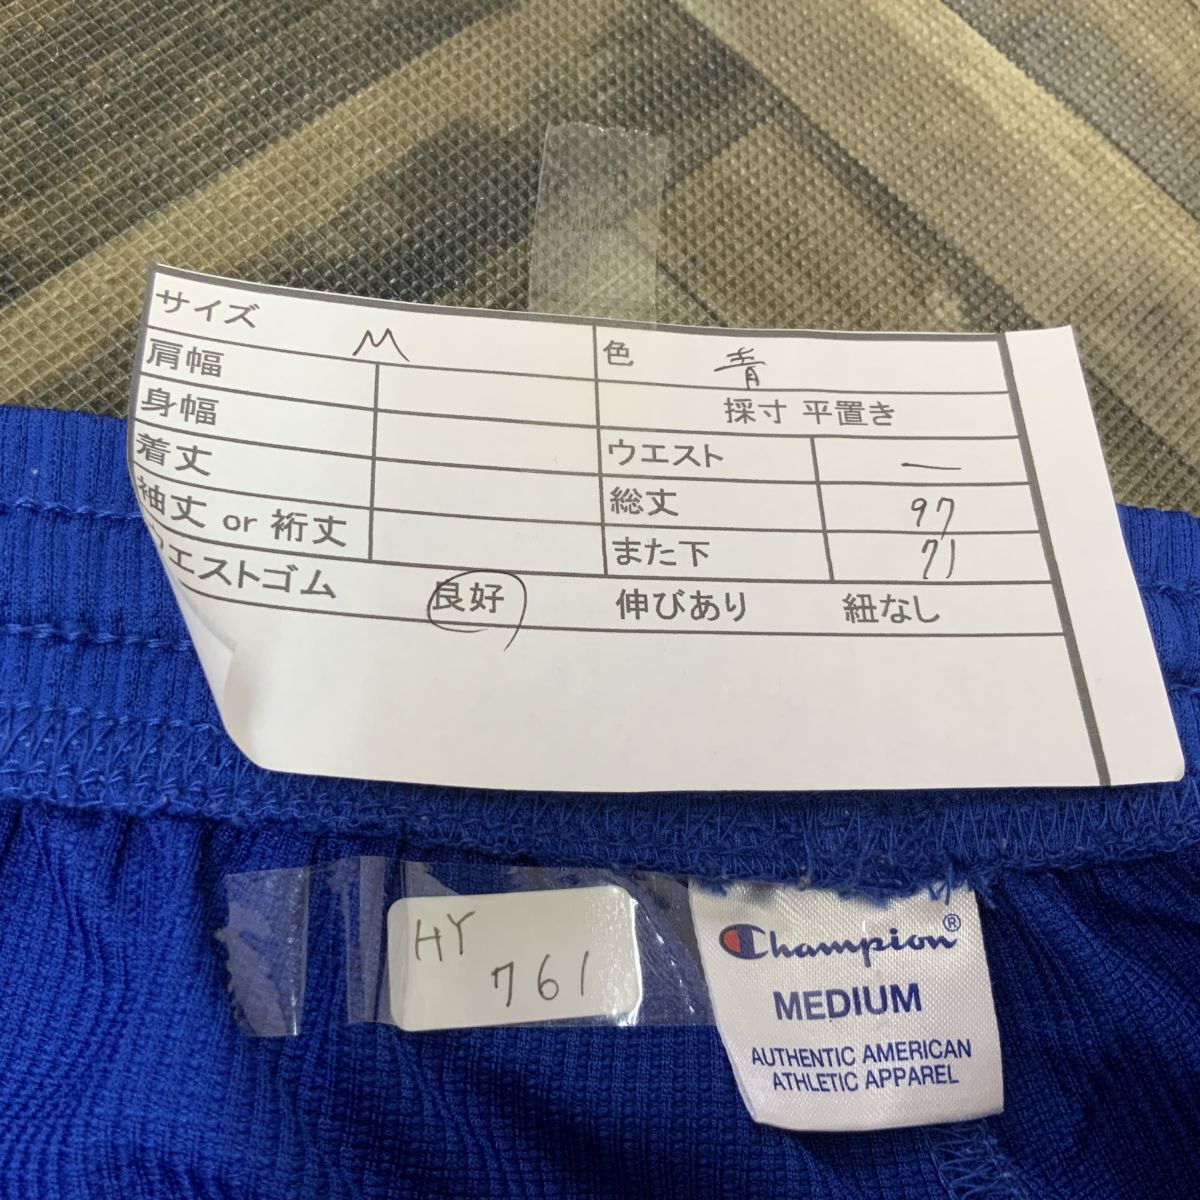 サイズ M 色 青
肩幅 採寸 平置き
身幅 ウエスト —
着丈 総丈 97
袖丈 or 裄丈 また下 71
ウエストゴム 良好 伸びあり 紐なし
HY
761
Champion®
MEDIUM
AUTHENTIC AMERICAN
ATHLETIC APPAREL